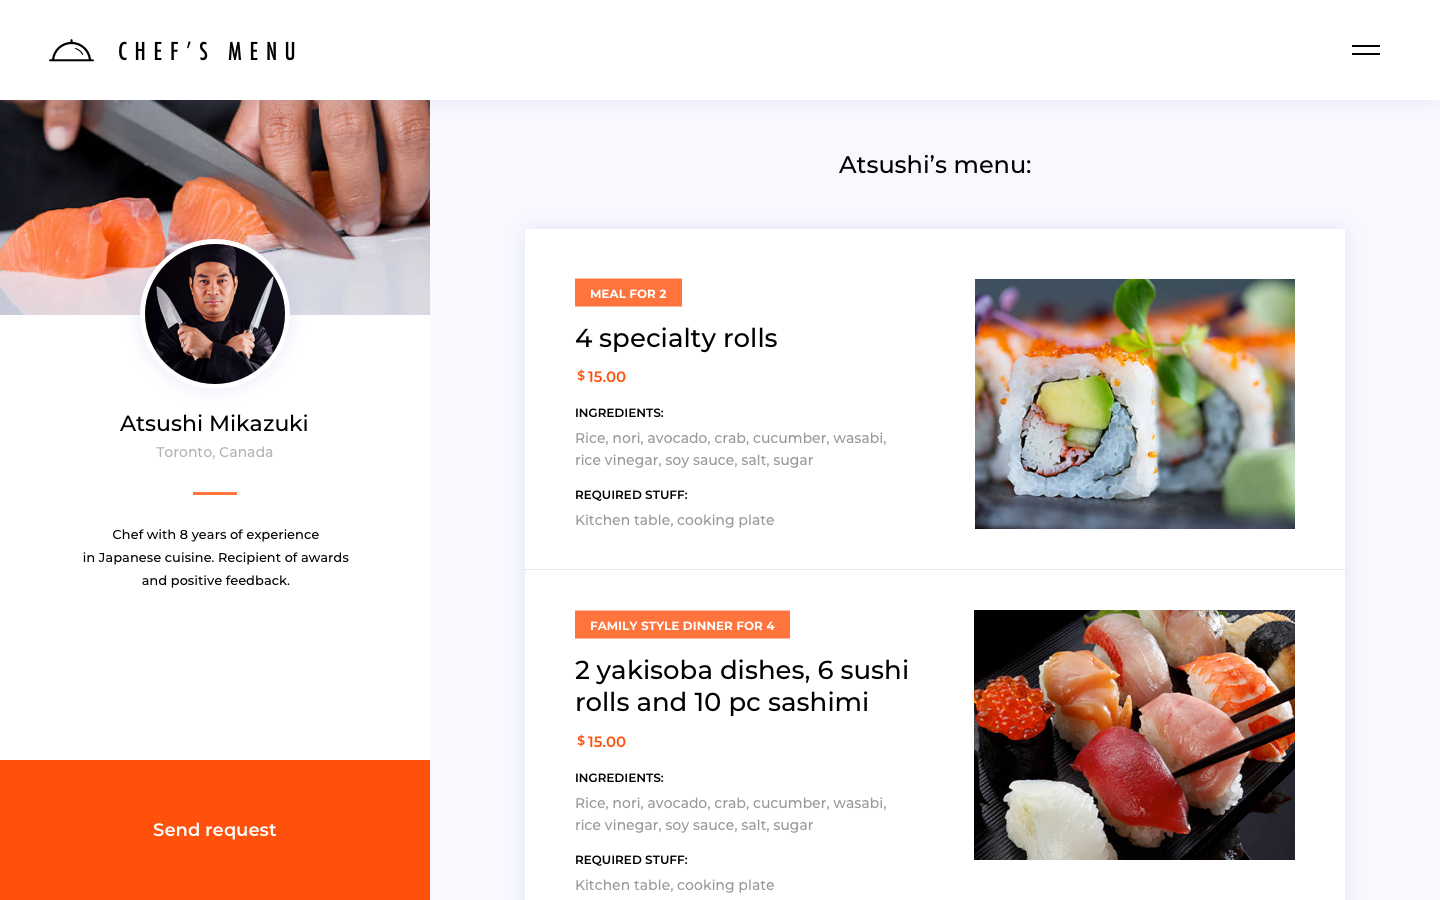 CHEF’S MENU
Atsushi’s menu:
Atsushi Mikazuki
Toronto, Canada
Chef with 8 years of experience
in Japanese cuisine. Recipient of awards
and positive feedback.
Send request
MEAL FOR 2
4 specialty rolls
$ 15.00
INGREDIENTS:
Rice, nori, avocado, crab, cucumber, wasabi,
rice vinegar, soy sauce, salt, sugar
REQUIRED STUFF:
Kitchen table, cooking plate
FAMILY STYLE DINNER FOR 4
2 yakisoba dishes, 6 sushi
rolls and 10 pc sashimi
$ 15.00
INGREDIENTS:
Rice, nori, avocado, crab, cucumber, wasabi,
rice vinegar, soy sauce, salt, sugar
REQUIRED STUFF:
Kitchen table, cooking plate